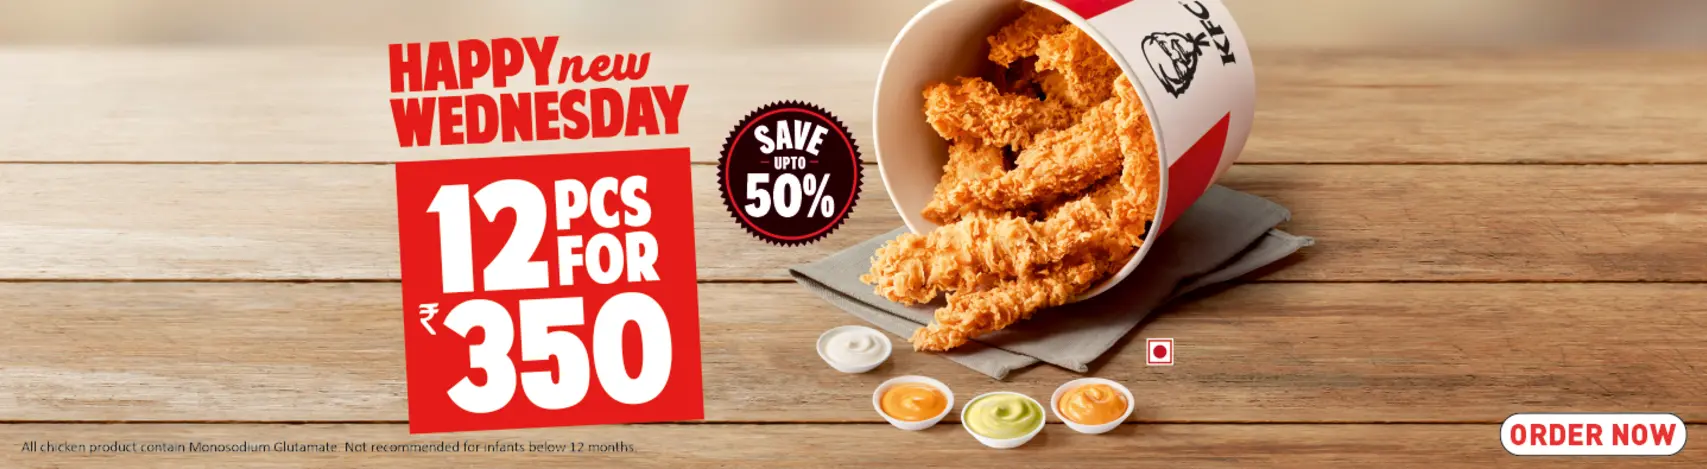 HAPPY new
WEDNESDAY
12 PCS
FOR
₹350
SAVE
UPTO
50%
KFC
All chicken product contain Monosodium Glutamate. Not recommended for infants below 12 months.
ORDER NOW